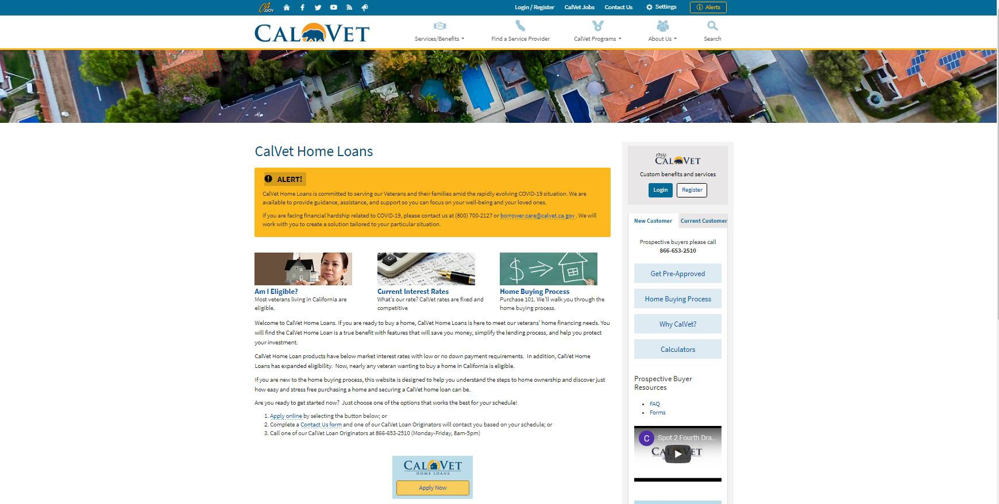 CA.GOV
Login / Register
CalVet Jobs
Contact Us
Settings
Alerts
CALVET
Services/Benefits
Find a Service Provider
CalVet Programs
About Us
Search
CalVet Home Loans
ALERT!
CalVet Home Loans is committed to serving our Veterans and their families amid the rapidly evolving COVID-19 situation. We are
available to provide guidance, assistance, and support so you can focus on your well-being and your loved ones.
If you are facing financial hardship related to COVID-19, please contact us at (800) 700-2127 or borrower.care@calvet.ca.gov . We will
work with you to create a solution tailored to your particular situation.
Am I Eligible?
Most veterans living in California are
eligible.
Current Interest Rates
What's our rate? CalVet rates are fixed and
competitive
$
Home Buying Process
Purchase 101. We'll walk you through the
home buying process.
Welcome to CalVet Home Loans. If you are ready to buy a home, CalVet Home Loans is here to meet our veterans' home financing needs. You
will find the CalVet Home Loan is a true benefit with features that will save you money, simplify the lending process, and help you protect
your investment.
CalVet Home Loan products have below market interest rates with low or no down payment requirements.  In addition, CalVet Home
Loans has expanded eligibility.  Now, nearly any veteran wanting to buy a home in California is eligible.
If you are new to the home buying process, this website is designed to help you understand the steps to home ownership and discover just
how easy and stress free purchasing a home and securing a CalVet home loan can be.
Are you ready to get started now?  Just choose one of the options that works the best for your schedule!
1. Apply online by selecting the button below; or
2. Complete a Contact Us form and one of our CalVet Loan Originators will contact you based on your schedule; or
3. Call one of our CalVet Loan Originators at 866-653-2510 (Monday-Friday, 8am-5pm)
CALVET
HOME LOANS
Apply Now
my
CALVET
Custom benefits and services
Login
Register
New Customer
Current Customer
Prospective buyers please call
866-653-2510
Get Pre-Approved
Home Buying Process
Why CalVet?
Calculators
Prospective Buyer
Resources
FAQ
Forms
C
Spot 2 Fourth Dra...
CALVET
HOME LOANS